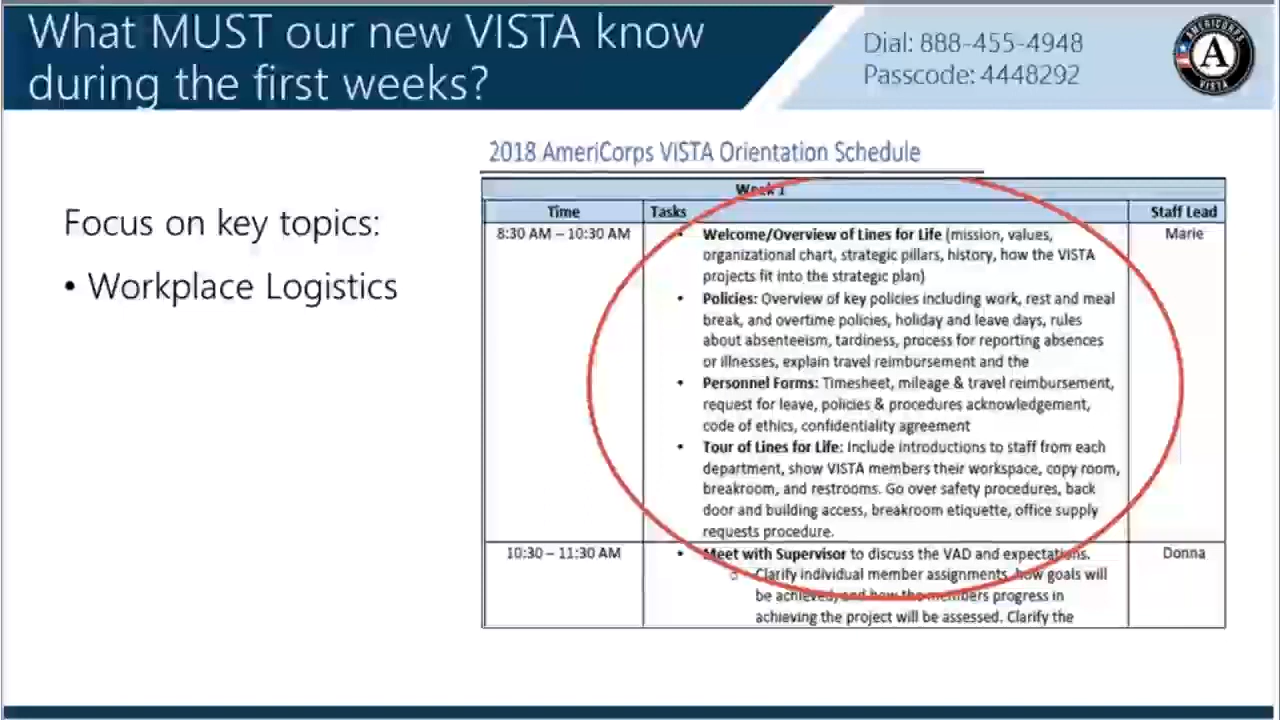 What MUST our new VISTA know
during the first weeks?
Dial: 888-455-4948
Passcode: 4448292
AMERICORPS
A
VISTA
2018 AmeriCorps VISTA Orientation Schedule
Focus on key topics:
• Workplace Logistics
Week 1
Time Tasks Staff Lead
8:30 AM – 10:30 AM • Welcome/Overview of Lines for Life (mission, values, Marie
organizational chart, strategic pillars, history, how the VISTA
projects fit into the strategic plan)
• Policies: Overview of key policies including work, rest and meal
break, and overtime policies, holiday and leave days, rules
about absenteeism, tardiness, process for reporting absences
or illnesses, explain travel reimbursement and the
• Personnel Forms: Timesheet, mileage & travel reimbursement,
request for leave, policies & procedures acknowledgement,
code of ethics, confidentiality agreement
• Tour of Lines for Life: Include introductions to staff from each
department, show VISTA members their workspace, copy room,
breakroom, and restrooms. Go over safety procedures, back
door and building access, breakroom etiquette, office supply
requests procedure.
10:30 – 11:30 AM • Meet with Supervisor to discuss the VAD and expectations. Donna
o Clarify individual member assignments, how goals will
be achieved, and how the members progress in
achieving the project will be assessed. Clarify the